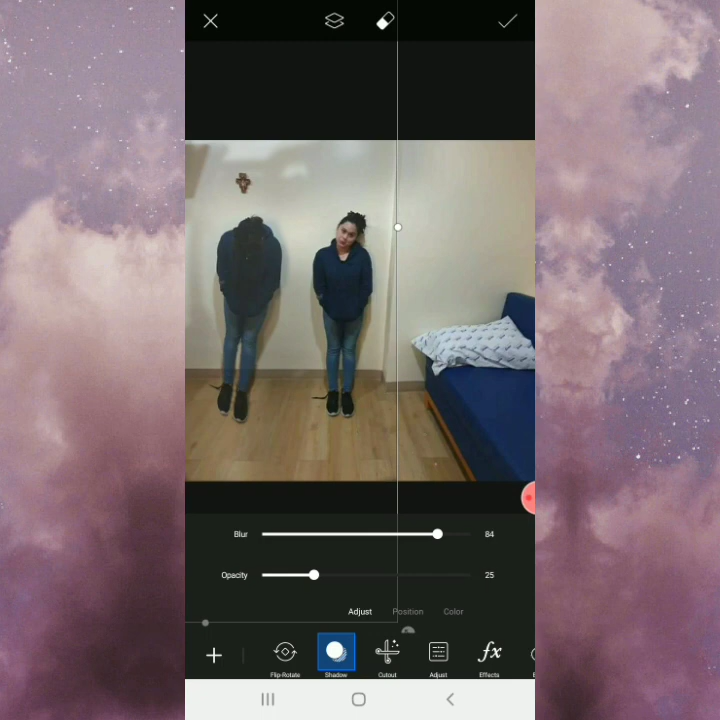 Blur 84
Opacity 25
Adjust Position Color
Flip-Rotate Shadow Cutout Adjust Effects